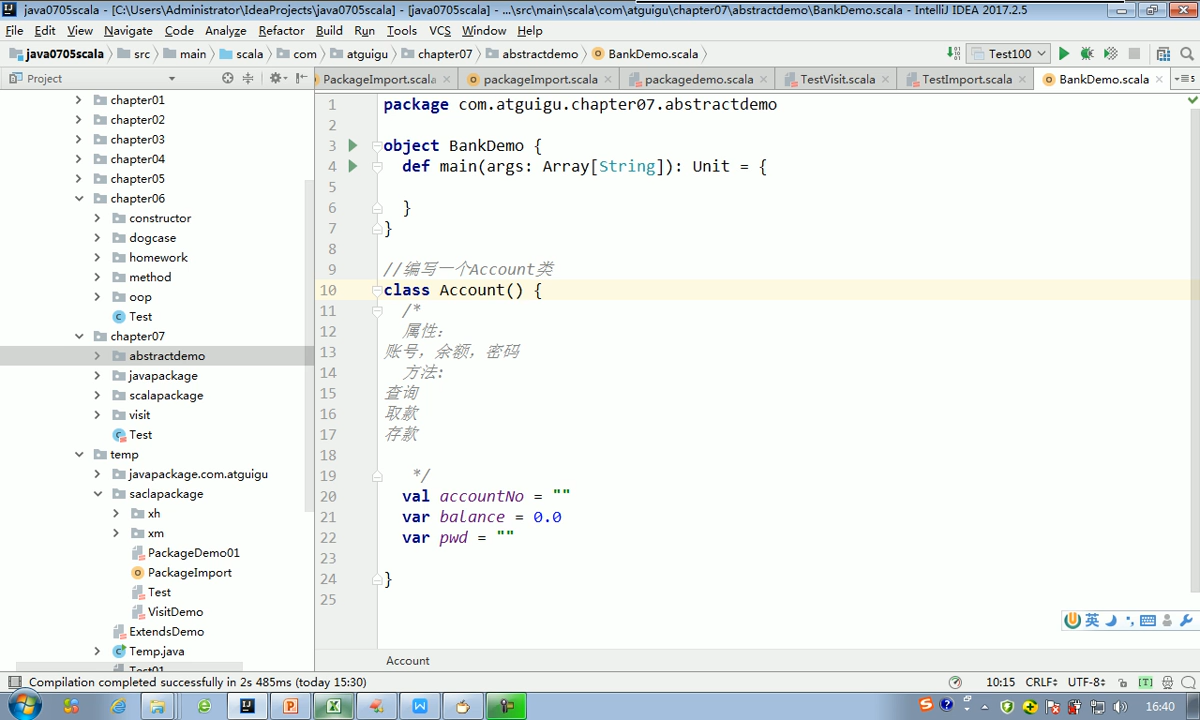 java0705scala - [C:\Users\Administrator\IdeaProjects\java0705scala] - [java0705scala] - ...\src\main\scala\com\atguigu\chapter07\abstractdemo\BankDemo.scala - IntelliJ IDEA 2017.2.5
File Edit View Navigate Code Analyze Refactor Build Run Tools VCS Window Help
java0705scala src main scala com atguigu chapter07 abstractdemo BankDemo.scala Test100
Project PackageImport.scala packageImport.scala packagedemo.scala TestVisit.scala TestImport.scala BankDemo.scala 5
chapter01
chapter02
chapter03
chapter04
chapter05
chapter06
constructor
dogcase
homework
method
oop
Test
chapter07
abstractdemo
javapackage
scalapackage
visit
Test
temp
javapackage.com.atguigu
saclapackage
xh
xm
PackageDemo01
PackageImport
Test
VisitDemo
ExtendsDemo
Temp.java
Test01
1 package com.atguigu.chapter07.abstractdemo
2
3 object BankDemo {
4 def main(args: Array[String]): Unit = {
5
6 }
7 }
8
9 //编写一个Account类
10 class Account() {
11 /*
12 属性:
13 账号, 余额, 密码
14 方法:
15 查询
16 取款
17 存款
18
19 */
20 val accountNo = ""
21 var balance = 0.0
22 var pwd = ""
23
24 }
25
英
Account
Compilation completed successfully in 2s 485ms (today 15:30) 10:15 CRLF÷ UTF-8÷ [T]
16:40